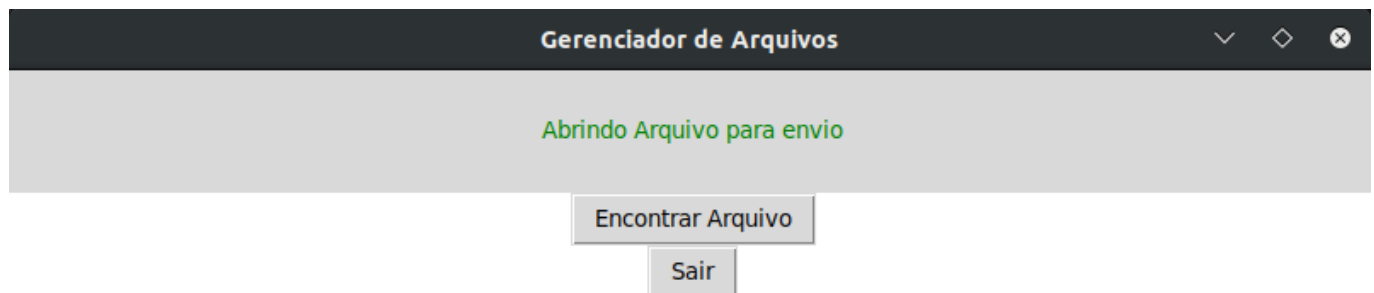 Gerenciador de Arquivos
Abrindo Arquivo para envio
Encontrar Arquivo
Sair